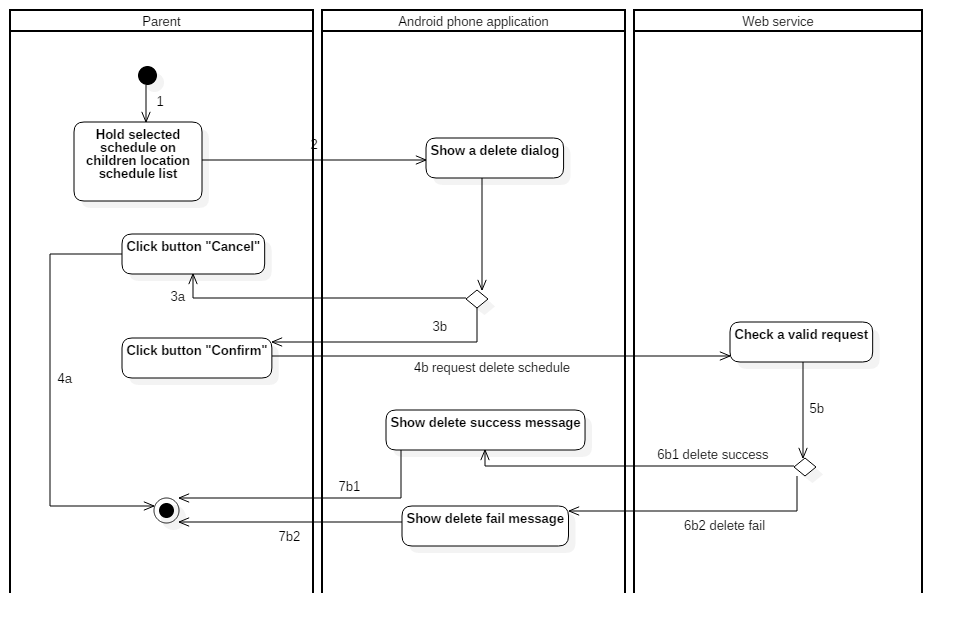 Parent
Android phone application
Web service
1
Hold selected
schedule on
children location
schedule list
2
Show a delete dialog
Click button "Cancel"
3a
3b
Click button "Confirm"
Check a valid request
4b request delete schedule
4a
5b
Show delete success message
6b1 delete success
7b1
Show delete fail message
6b2 delete fail
7b2